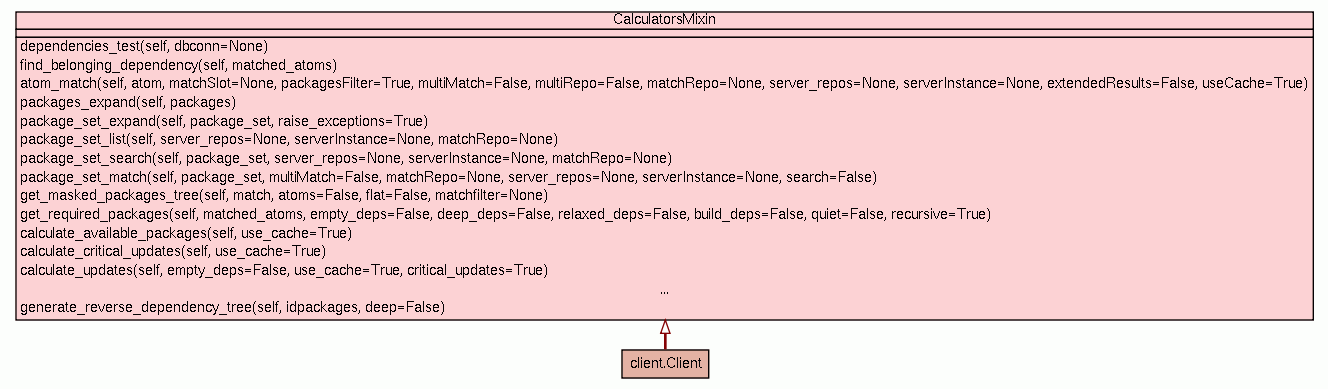 CalculatorsMixin
dependencies_test(self, dbconn=None)
find_belonging_dependency(self, matched_atoms)
atom_match(self, atom, matchSlot=None, packagesFilter=True, multiMatch=False, multiRepo=False, matchRepo=None, server_repos=None, serverInstance=None, extendedResults=False, useCache=True)
packages_expand(self, packages)
package_set_expand(self, package_set, raise_exceptions=True)
package_set_list(self, server_repos=None, serverInstance=None, matchRepo=None)
package_set_search(self, package_set, server_repos=None, serverInstance=None, matchRepo=None)
package_set_match(self, package_set, multiMatch=False, matchRepo=None, server_repos=None, serverInstance=None, search=False)
get_masked_packages_tree(self, match, atoms=False, flat=False, matchfilter=None)
get_required_packages(self, matched_atoms, empty_deps=False, deep_deps=False, relaxed_deps=False, build_deps=False, quiet=False, recursive=True)
calculate_available_packages(self, use_cache=True)
calculate_critical_updates(self, use_cache=True)
calculate_updates(self, empty_deps=False, use_cache=True, critical_updates=True)
...
generate_reverse_dependency_tree(self, idpackages, deep=False)
client.Client